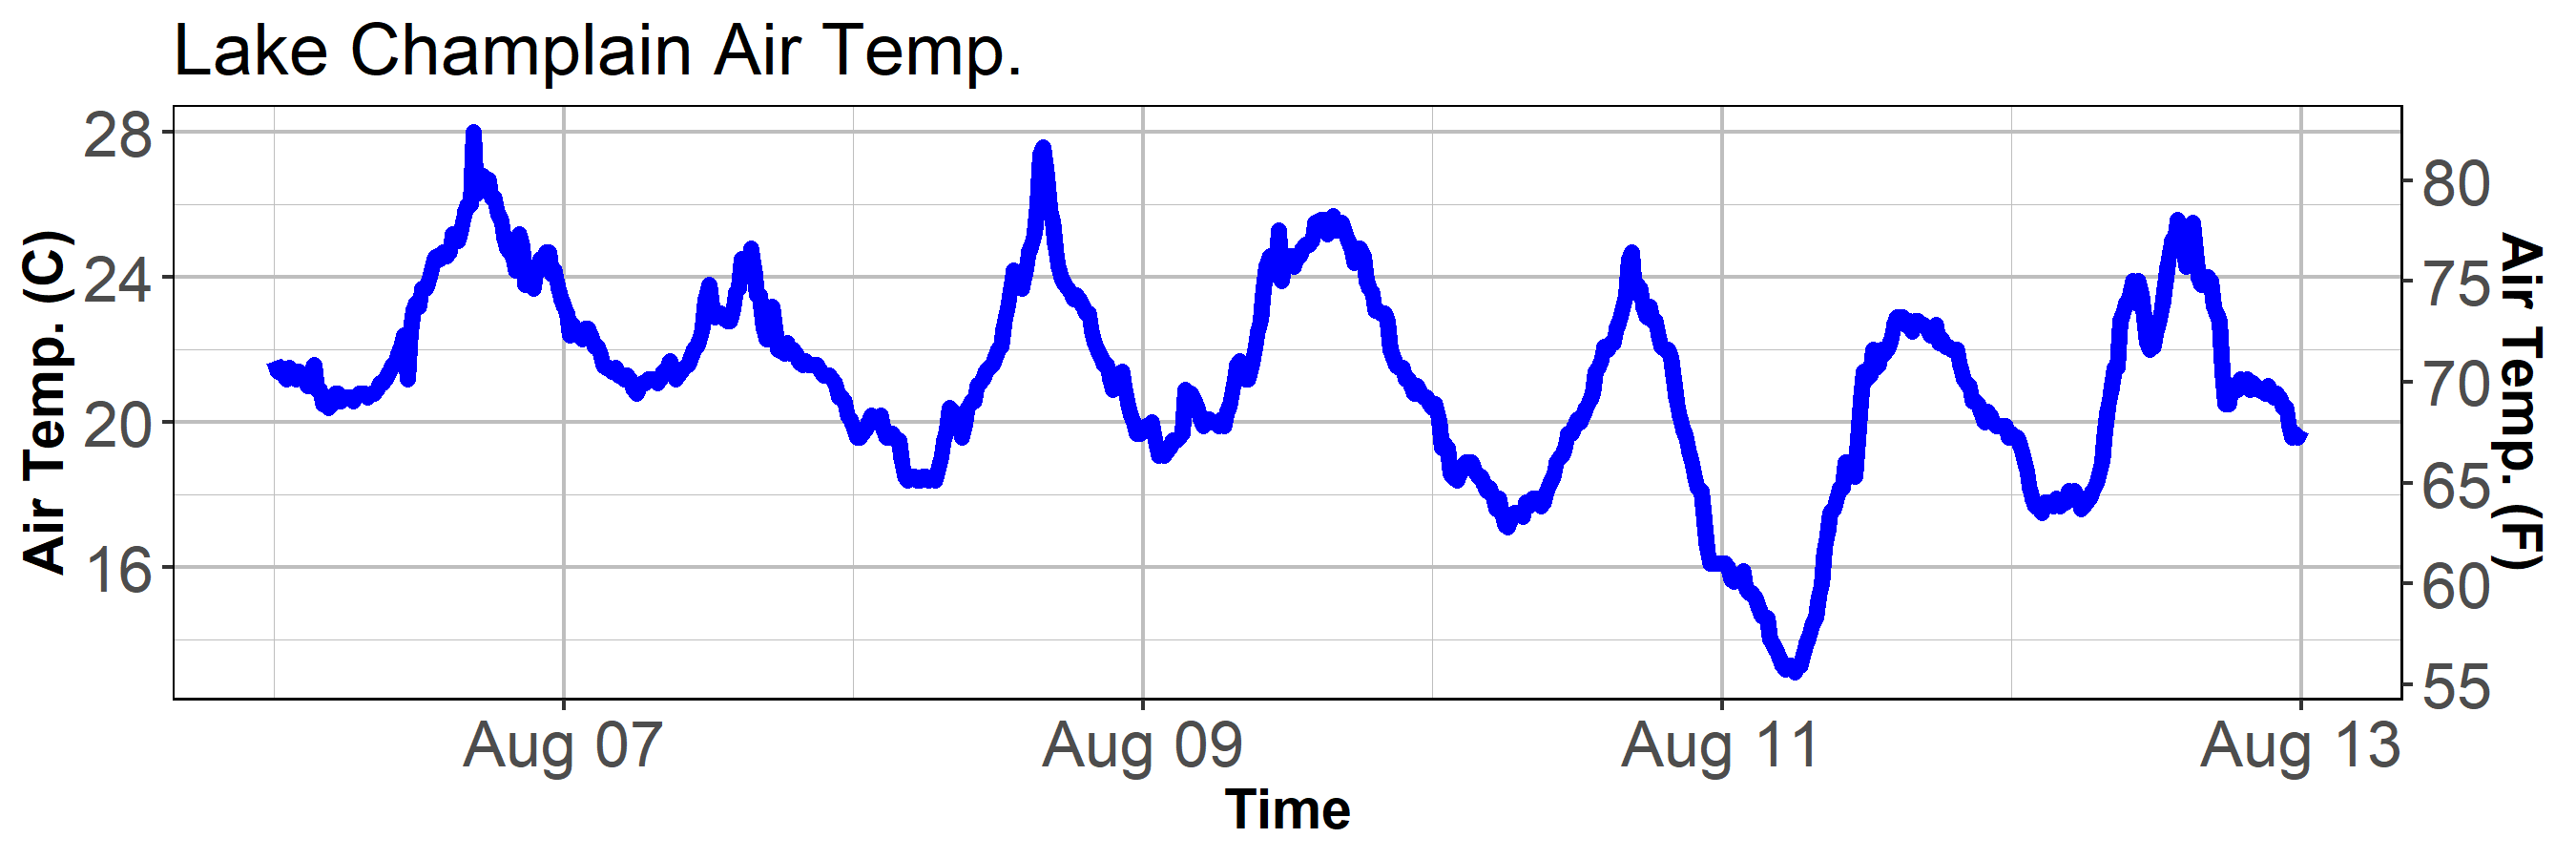 Lake Champlain Air Temp.
28
24
20
16
Air Temp. (C)
80
75
70
65
60
55
Air Temp. (F)
Aug 07
Aug 09
Aug 11
Aug 13
Time